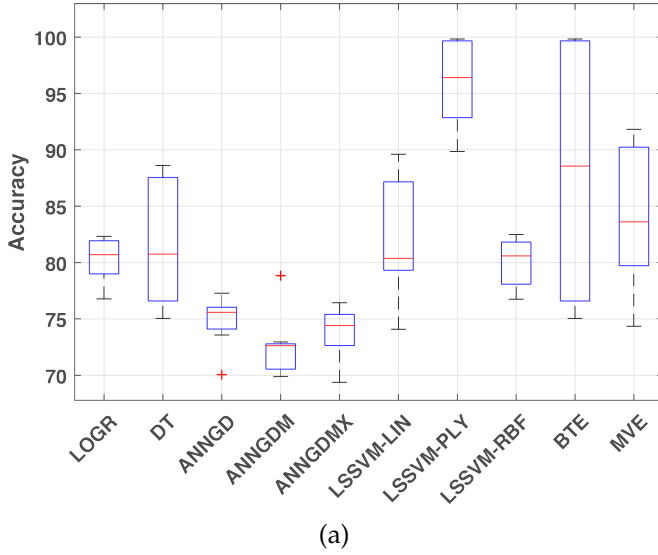 100
95
90
85
80
75
70
Accuracy
LOGR
DT
ANNGD
ANNGDM
ANNGDMX
LSSVM-LIN
LSSVM-PLY
LSSVM-RBF
BTE
MVE
(a)